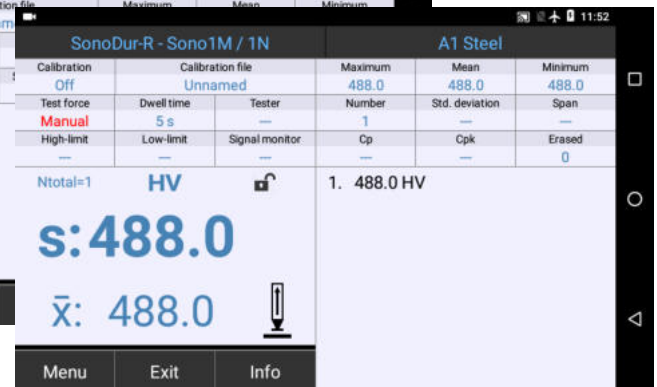 Maximum Mean Minimum
11:52
SonoDur-R - Sono1M / 1N A1 Steel
Calibration Calibration file Maximum Mean Minimum
Off Unnamed 488.0 488.0 488.0
Test force Dwell time Tester Number Std. deviation Span
Manual 5 s --- 1 --- ---
High-limit Low-limit Signal monitor Cp Cpk Erased
--- --- --- --- --- 0
Ntotal=1 HV 1. 488.0 HV
s:488.0
x̄: 488.0
Menu Exit Info